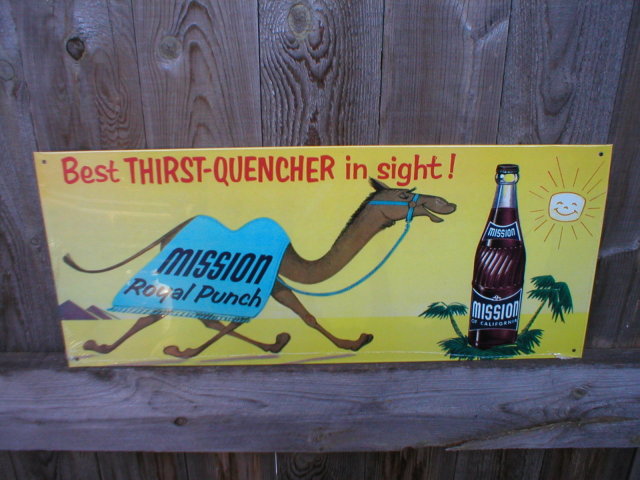 Best THIRST-QUENCHER in sight!
MISSION
Royal Punch
MISSION
MISSION
OF CALIFORNIA